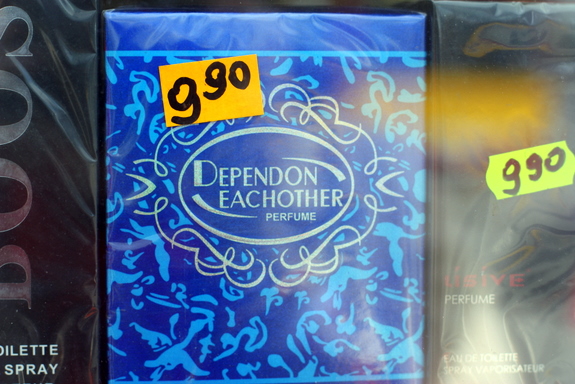 9.90
DEPENDON
EACHOTHER
PERFUME
9.90
PERFUME
EAU DE TOILETTE
SPRAY VAPORISATEUR
OILETTE
SPRAY